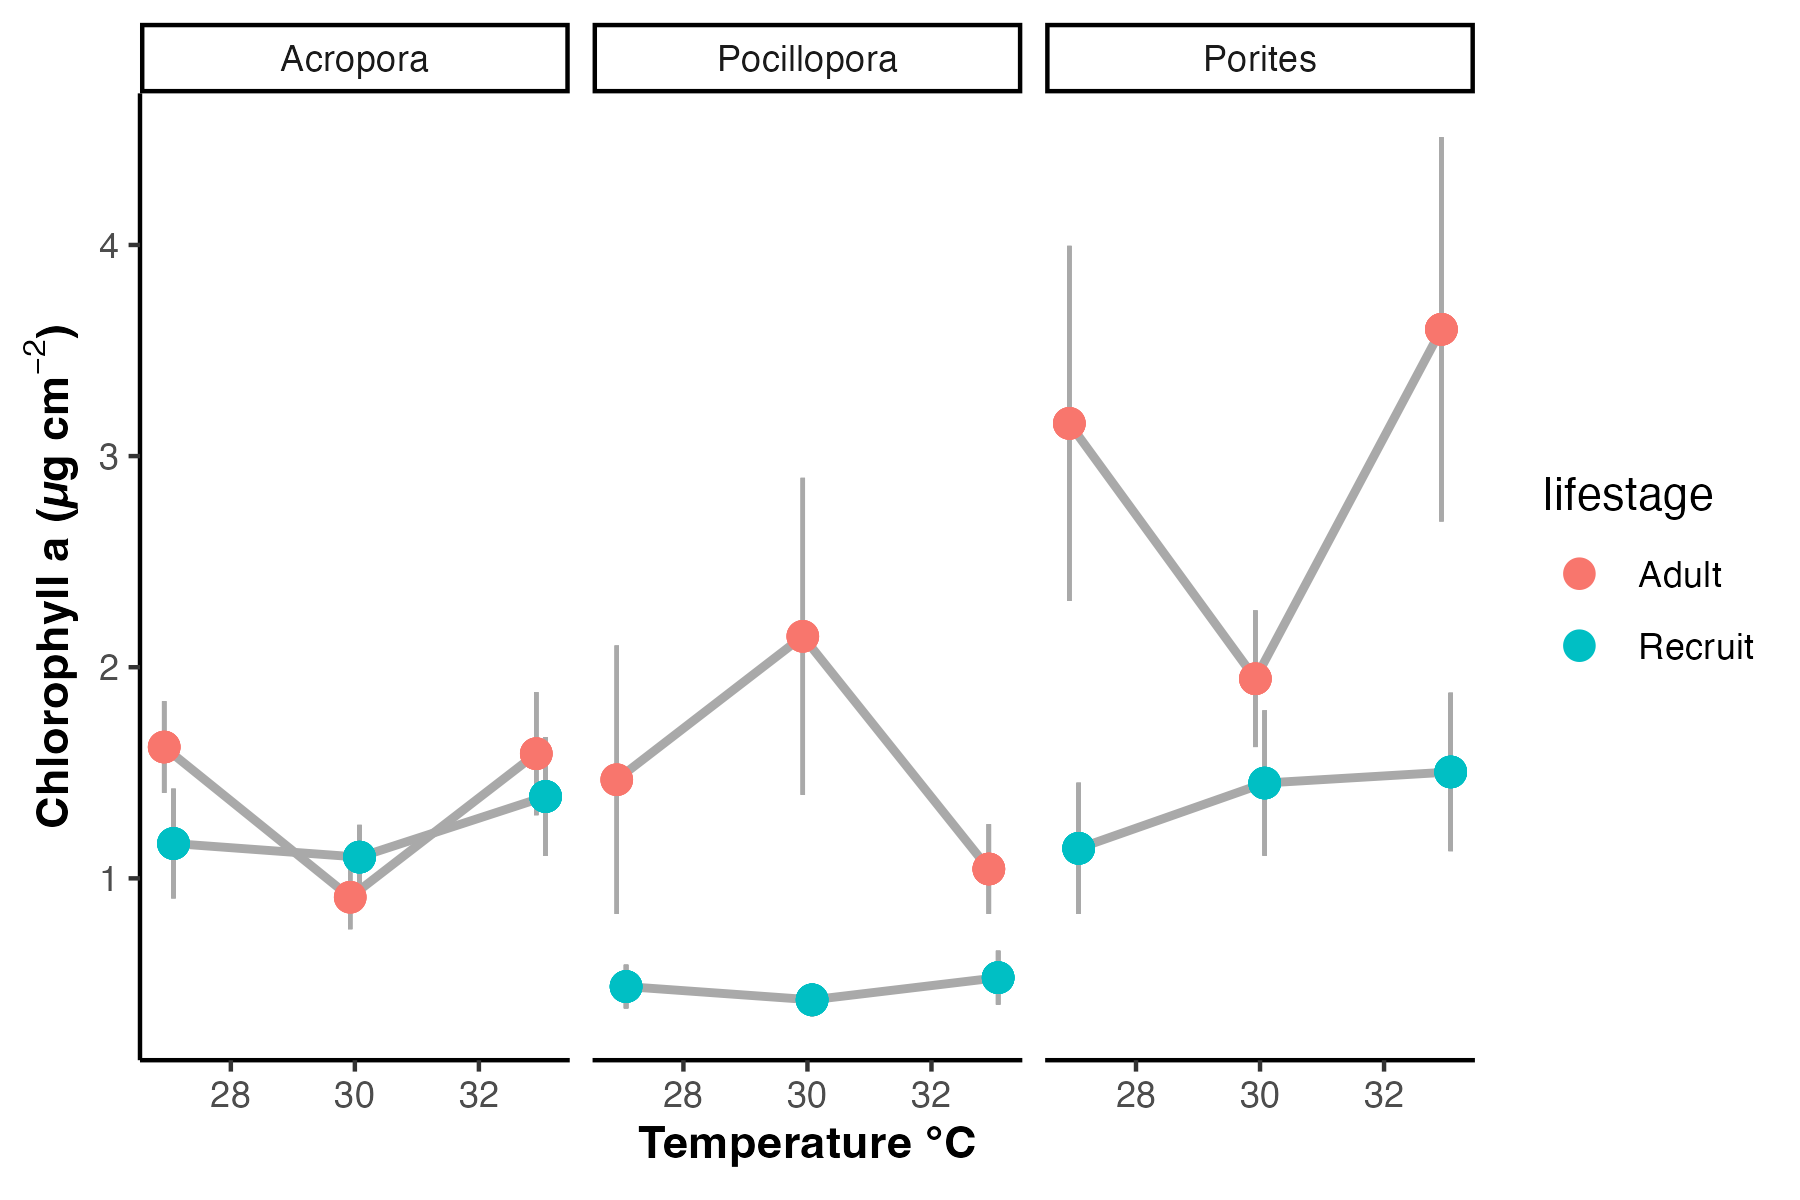 Acropora Pocillopora Porites
4
3
2
1
Chlorophyll a (µg cm⁻²)
28 30 32 28 30 32 28 30 32
Temperature °C
lifestage
Adult
Recruit